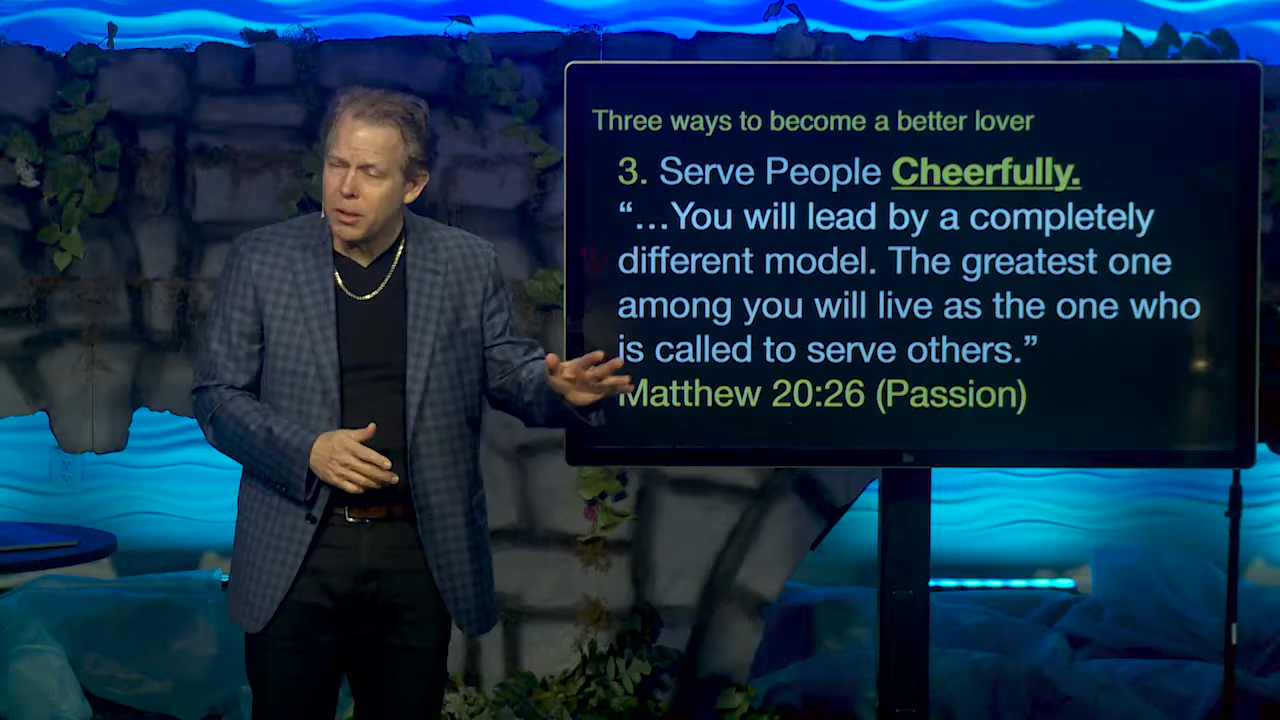 Three ways to become a better lover
3. Serve People Cheerfully.
“…You will lead by a completely
different model. The greatest one
among you will live as the one who
is called to serve others.”
Matthew 20:26 (Passion)